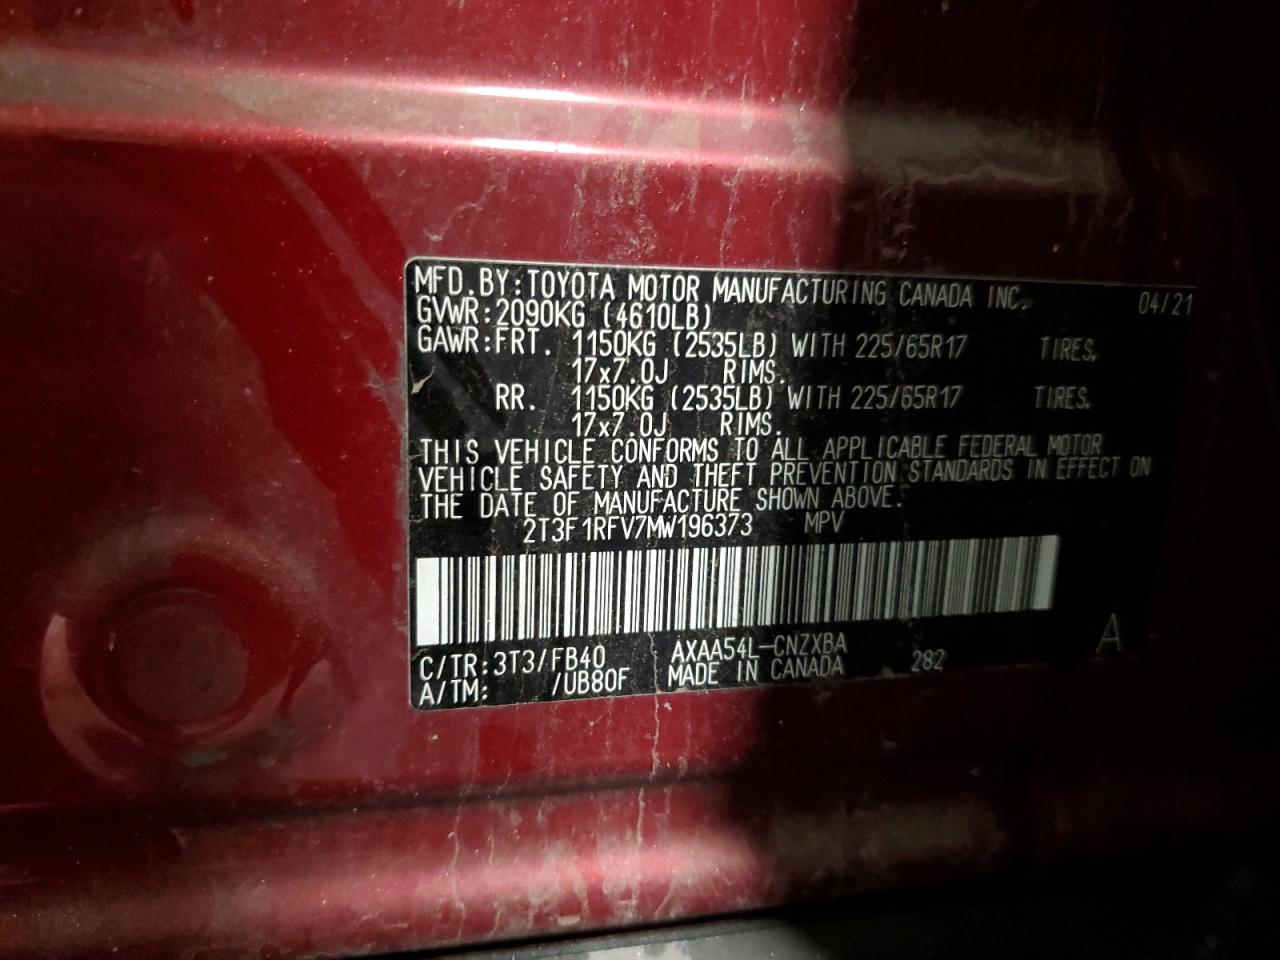 MFD.BY:TOYOTA MOTOR MANUFACTURING CANADA INC. 04/21
GVWR:2090KG (4610LB)
GAWR:FRT. 1150KG (2535LB) WITH 225/65R17 TIRES,
17x7.0J RIMS.
RR. 1150KG (2535LB) WITH 225/65R17 TIRES,
17x7.0J RIMS.
THIS VEHICLE CONFORMS TO ALL APPLICABLE FEDERAL MOTOR
VEHICLE SAFETY AND THEFT PREVENTION STANDARDS IN EFFECT ON
THE DATE OF MANUFACTURE SHOWN ABOVE.
2T3F1RFV7MW196373 MPV
C/TR:3T3/FB40 AXAA54L-CNZXBA A
A/TM: /UB80F MADE IN CANADA 282